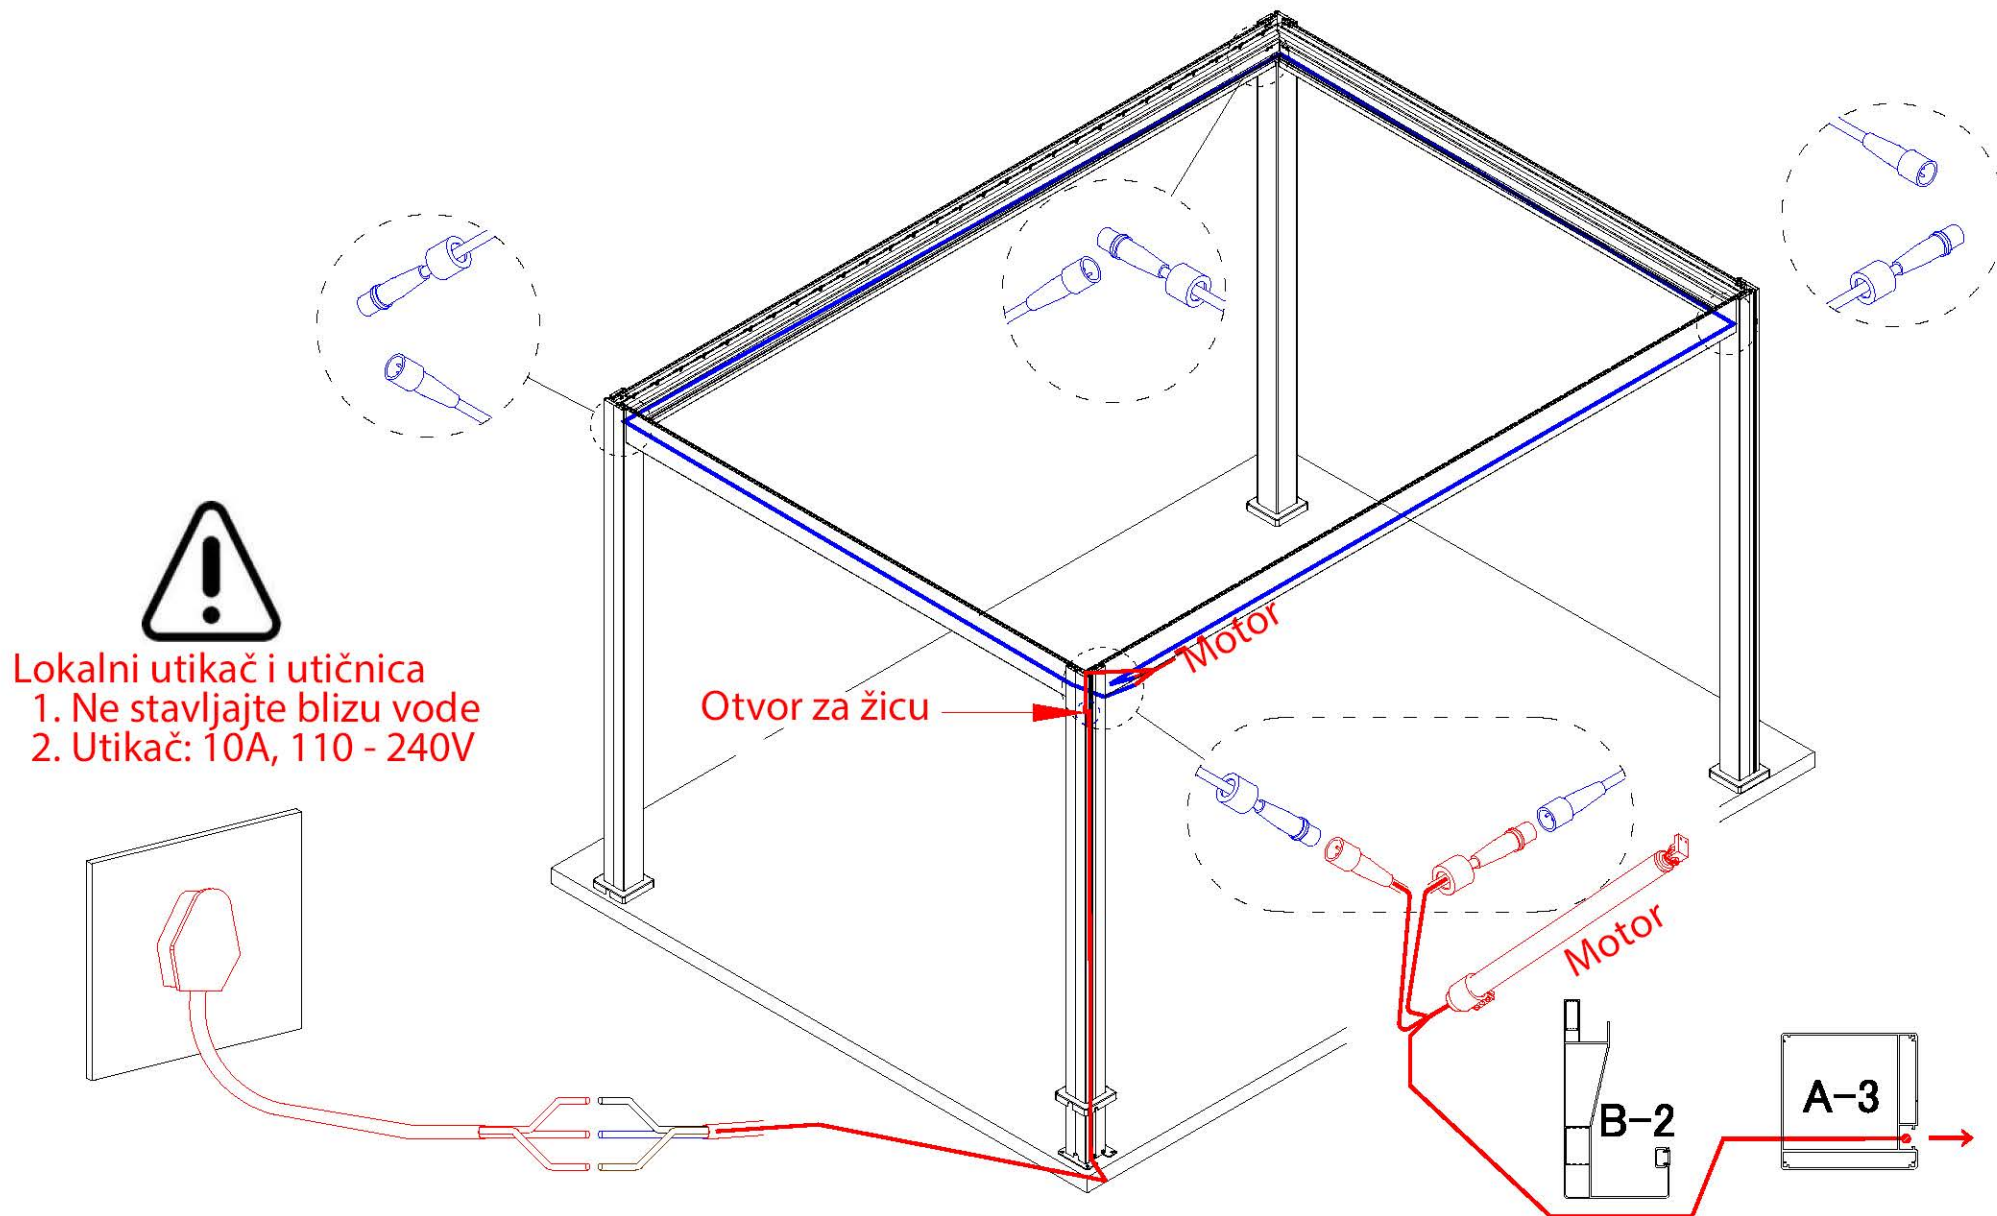 Lokalni utikač i utičnica
1. Ne stavljajte blizu vode
2. Utikač: 10A, 110 - 240V
Otvor za žicu
Motor
Motor
B-2
A-3